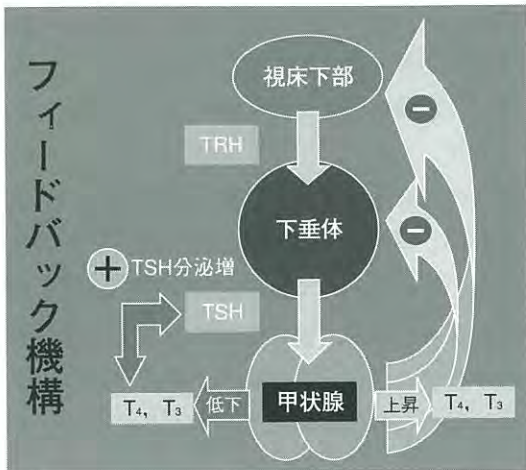 フィードバック機構
視床下部
TRH
下垂体
TSH分泌増
TSH
T₄, T₃
低下
甲状腺
上昇
T₄, T₃